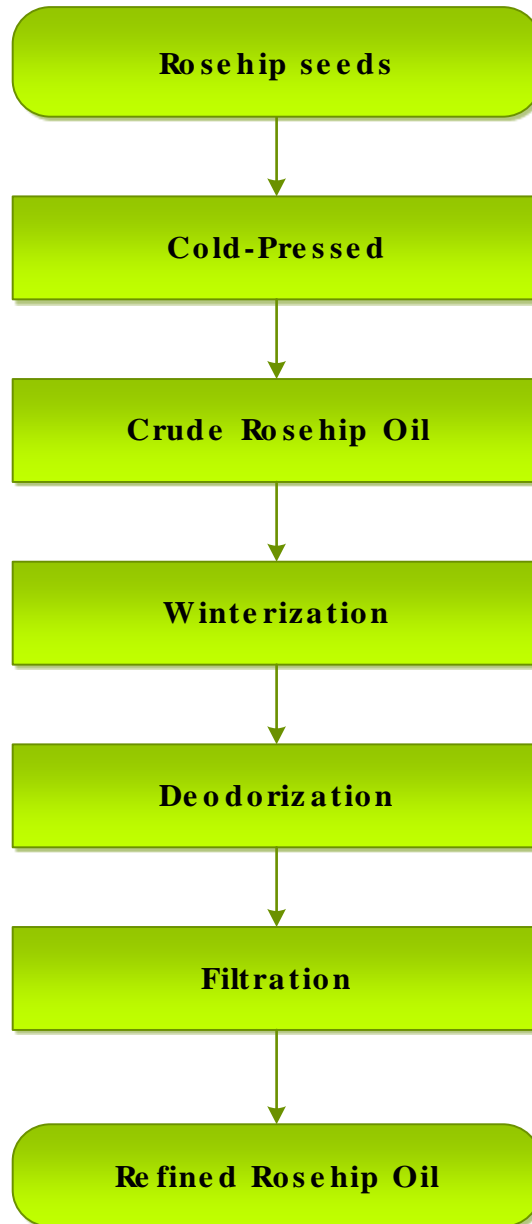 Rosehip seeds
Cold-Pressed
Crude Rosehip Oil
Winterization
Deodorization
Filtration
Refined Rosehip Oil